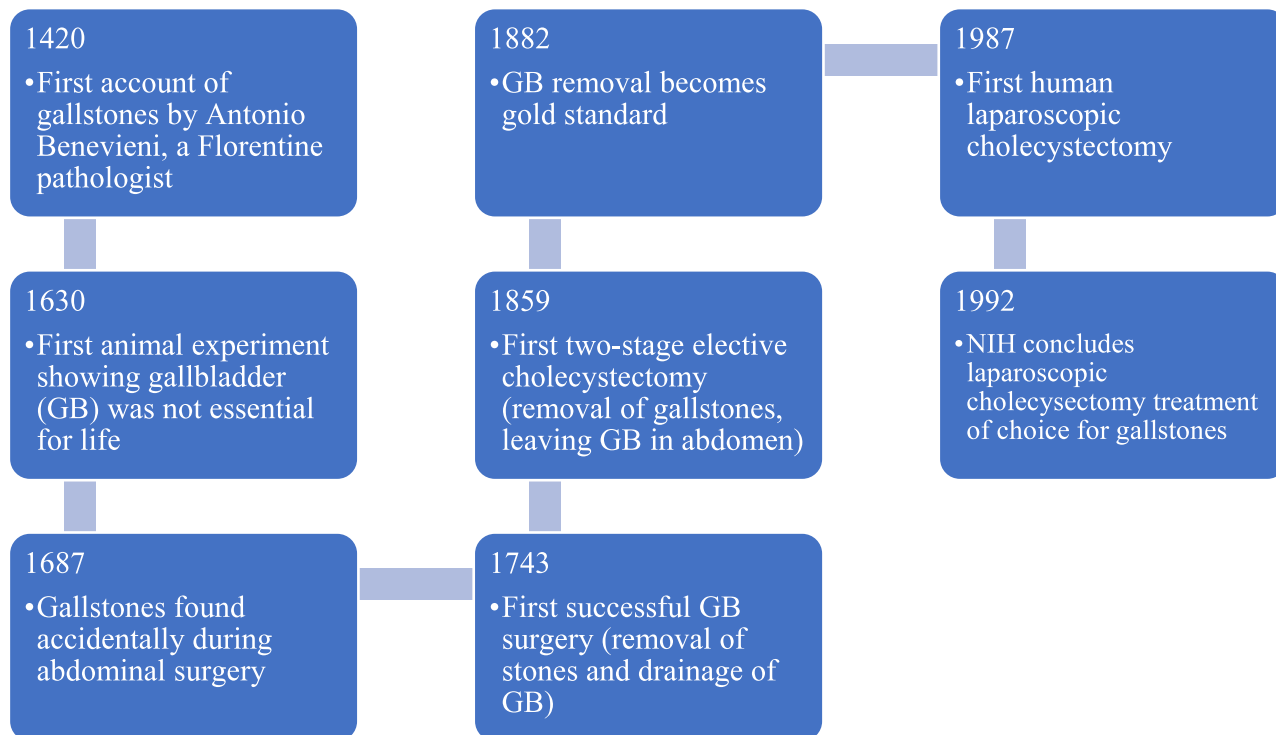 1420
•First account of
gallstones by Antonio
Benevieni, a Florentine
pathologist
1630
•First animal experiment
showing gallbladder
(GB) was not essential
for life
1687
•Gallstones found
accidentally during
abdominal surgery
1743
•First successful GB
surgery (removal of
stones and drainage of
GB)
1859
•First two-stage elective
cholecystectomy
(removal of gallstones,
leaving GB in abdomen)
1882
•GB removal becomes
gold standard
1987
•First human
laparoscopic
cholecystectomy
1992
•NIH concludes
laparoscopic
cholecysectomy treatment
of choice for gallstones